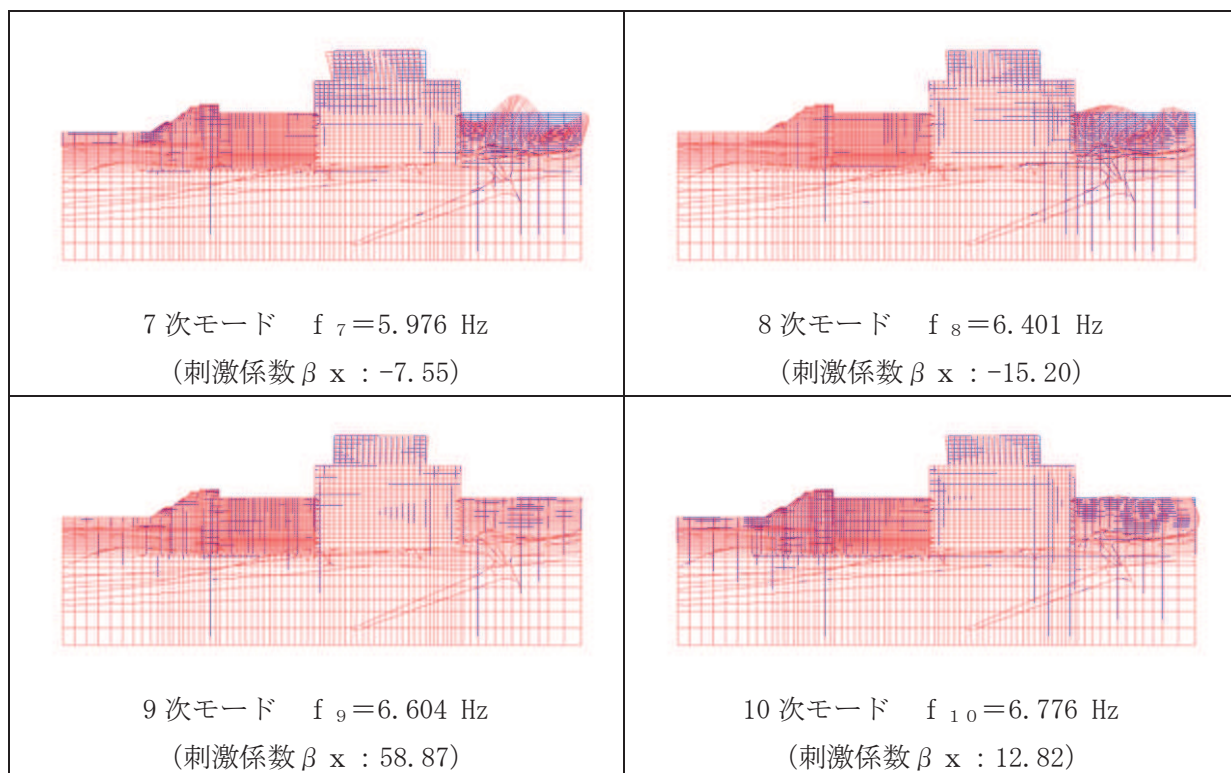 7 次モード f ₇＝5.976 Hz
(刺激係数β x：-7.55)
8 次モード f ₈＝6.401 Hz
(刺激係数β x：-15.20)
9 次モード f ₉＝6.604 Hz
(刺激係数β x：58.87)
10 次モード f ₁₀＝6.776 Hz
(刺激係数β x：12.82)